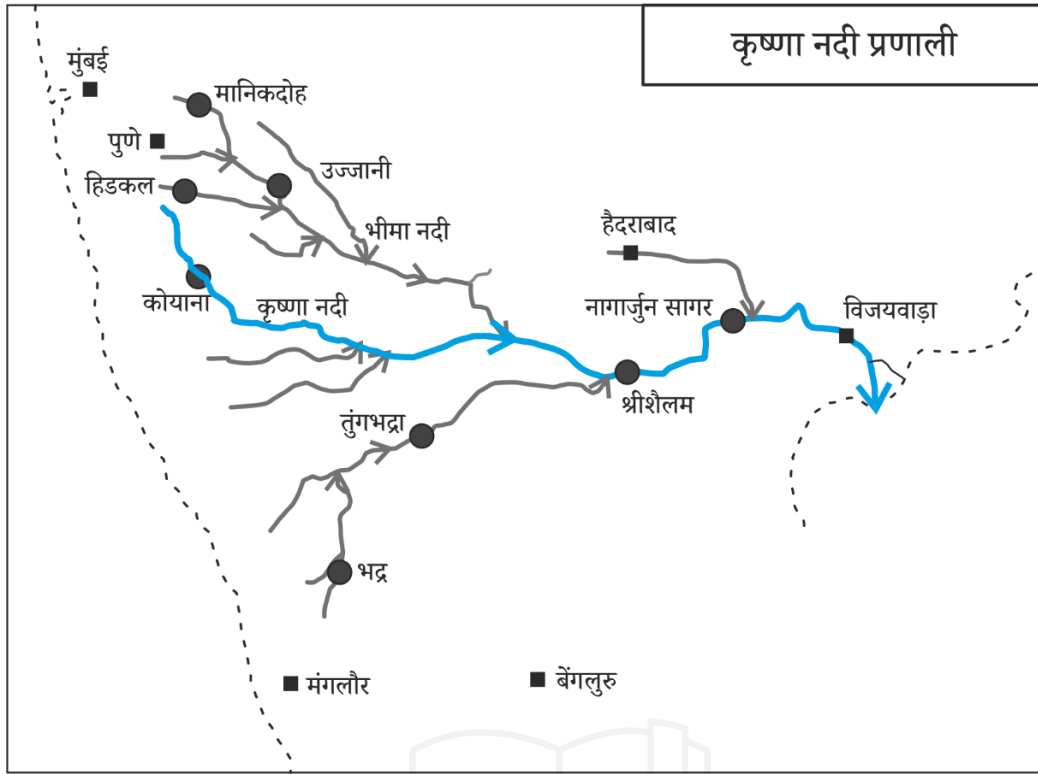 कृष्णा नदी प्रणाली
मुंबई
मानिकदोह
पुणे
उज्जानी
हिडकल
भीमा नदी
हैदराबाद
कोयाना
कृष्णा नदी
नागार्जुन सागर
विजयवाड़ा
श्रीशैलम
तुंगभद्रा
भद्र
मंगलौर
बेंगलुरु